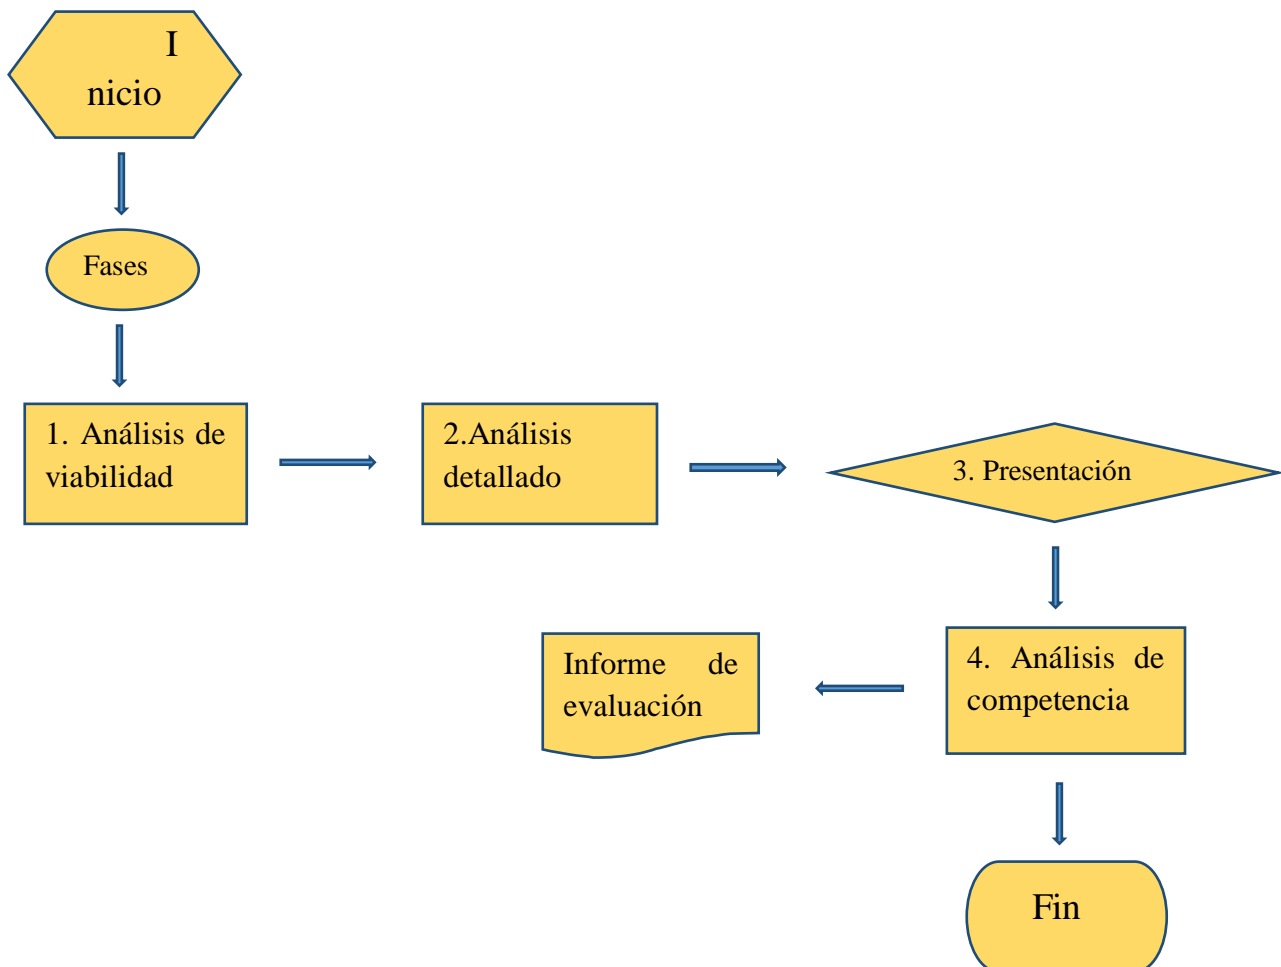 I
nicio
Fases
1. Análisis de
viabilidad
2.Análisis
detallado
3. Presentación
Informe de
evaluación
4. Análisis de
competencia
Fin